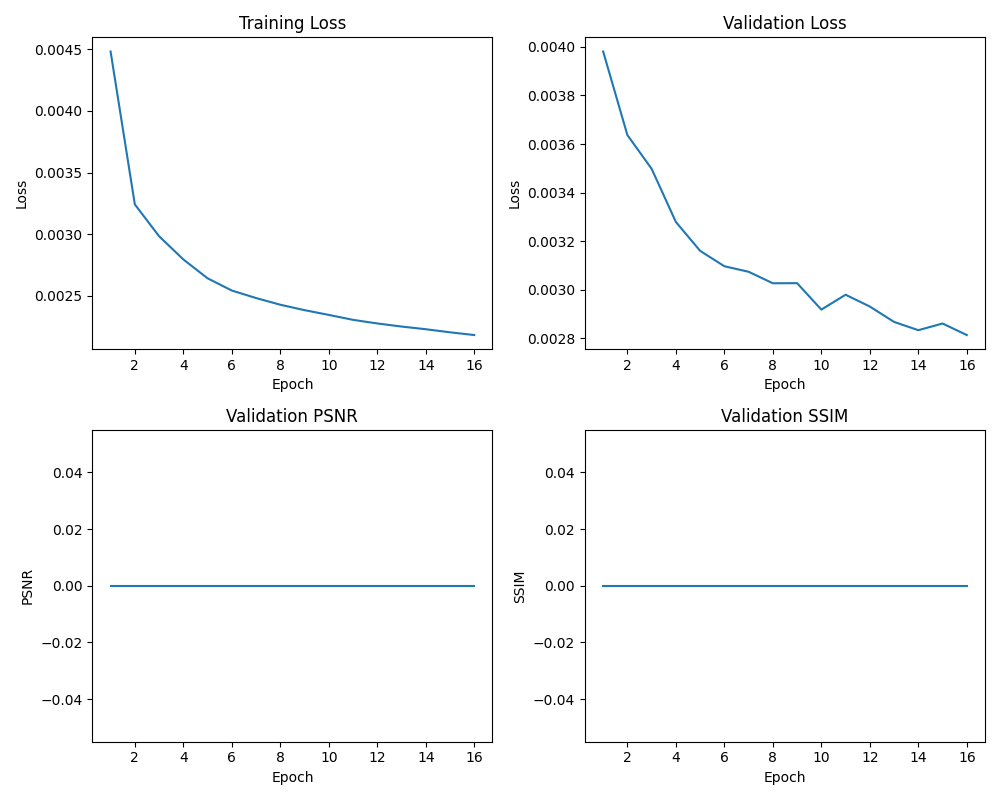 Training Loss
0.0045
0.0040
0.0035
0.0030
0.0025
Loss
2 4 6 8 10 12 14 16
Epoch
Validation Loss
0.0040
0.0038
0.0036
0.0034
0.0032
0.0030
0.0028
Loss
2 4 6 8 10 12 14 16
Epoch
Validation PSNR
0.04
0.02
0.00
−0.02
−0.04
PSNR
2 4 6 8 10 12 14 16
Epoch
Validation SSIM
0.04
0.02
0.00
−0.02
−0.04
SSIM
2 4 6 8 10 12 14 16
Epoch